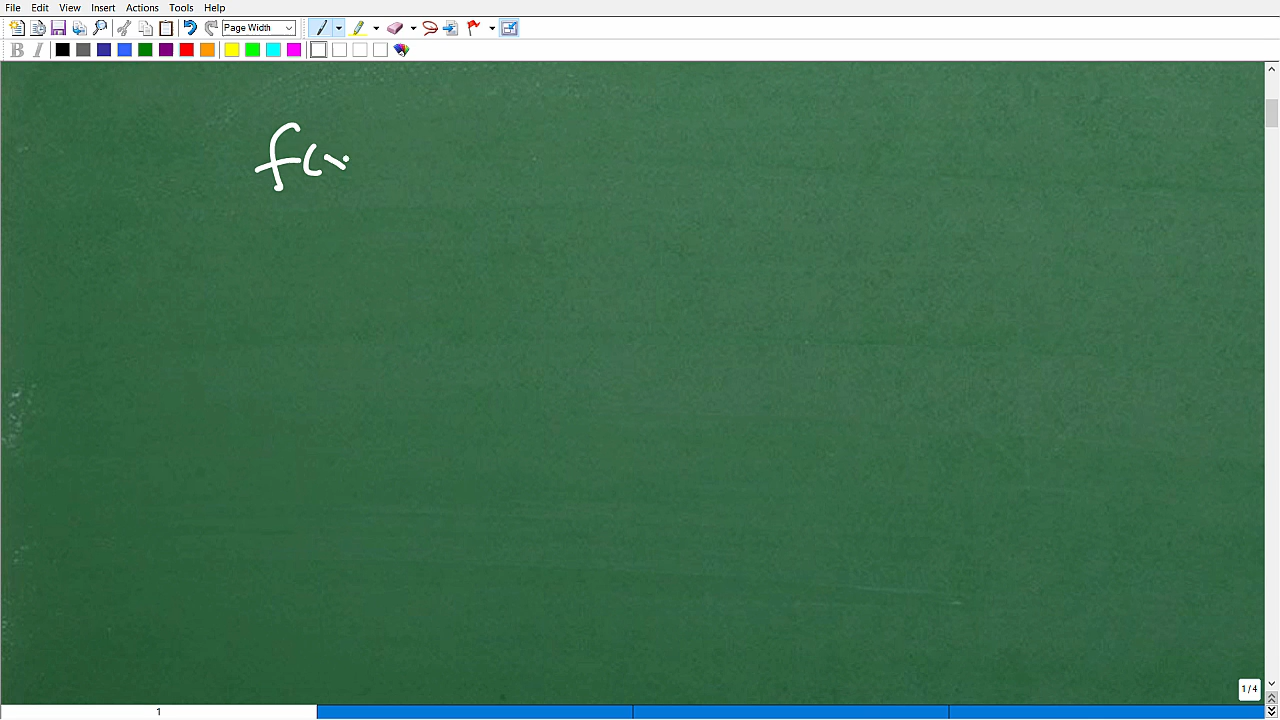 File Edit View Insert Actions Tools Help
Page Width
B I
f(
1 / 4
1